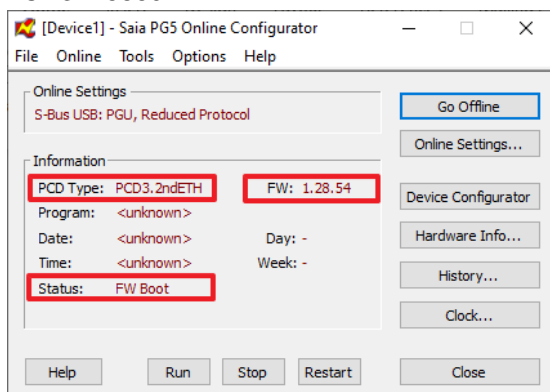 [Device1] - Saia PG5 Online Configurator
File Online Tools Options Help
Online Settings
S-Bus USB: PGU, Reduced Protocol
Go Offline
Online Settings...
Information
PCD Type: PCD3.2ndETH FW: 1.28.54
Device Configurator
Program: <unknown>
Date: <unknown> Day: -
Hardware Info...
Time: <unknown> Week: -
History...
Status: FW Boot
Clock...
Help Run Stop Restart Close